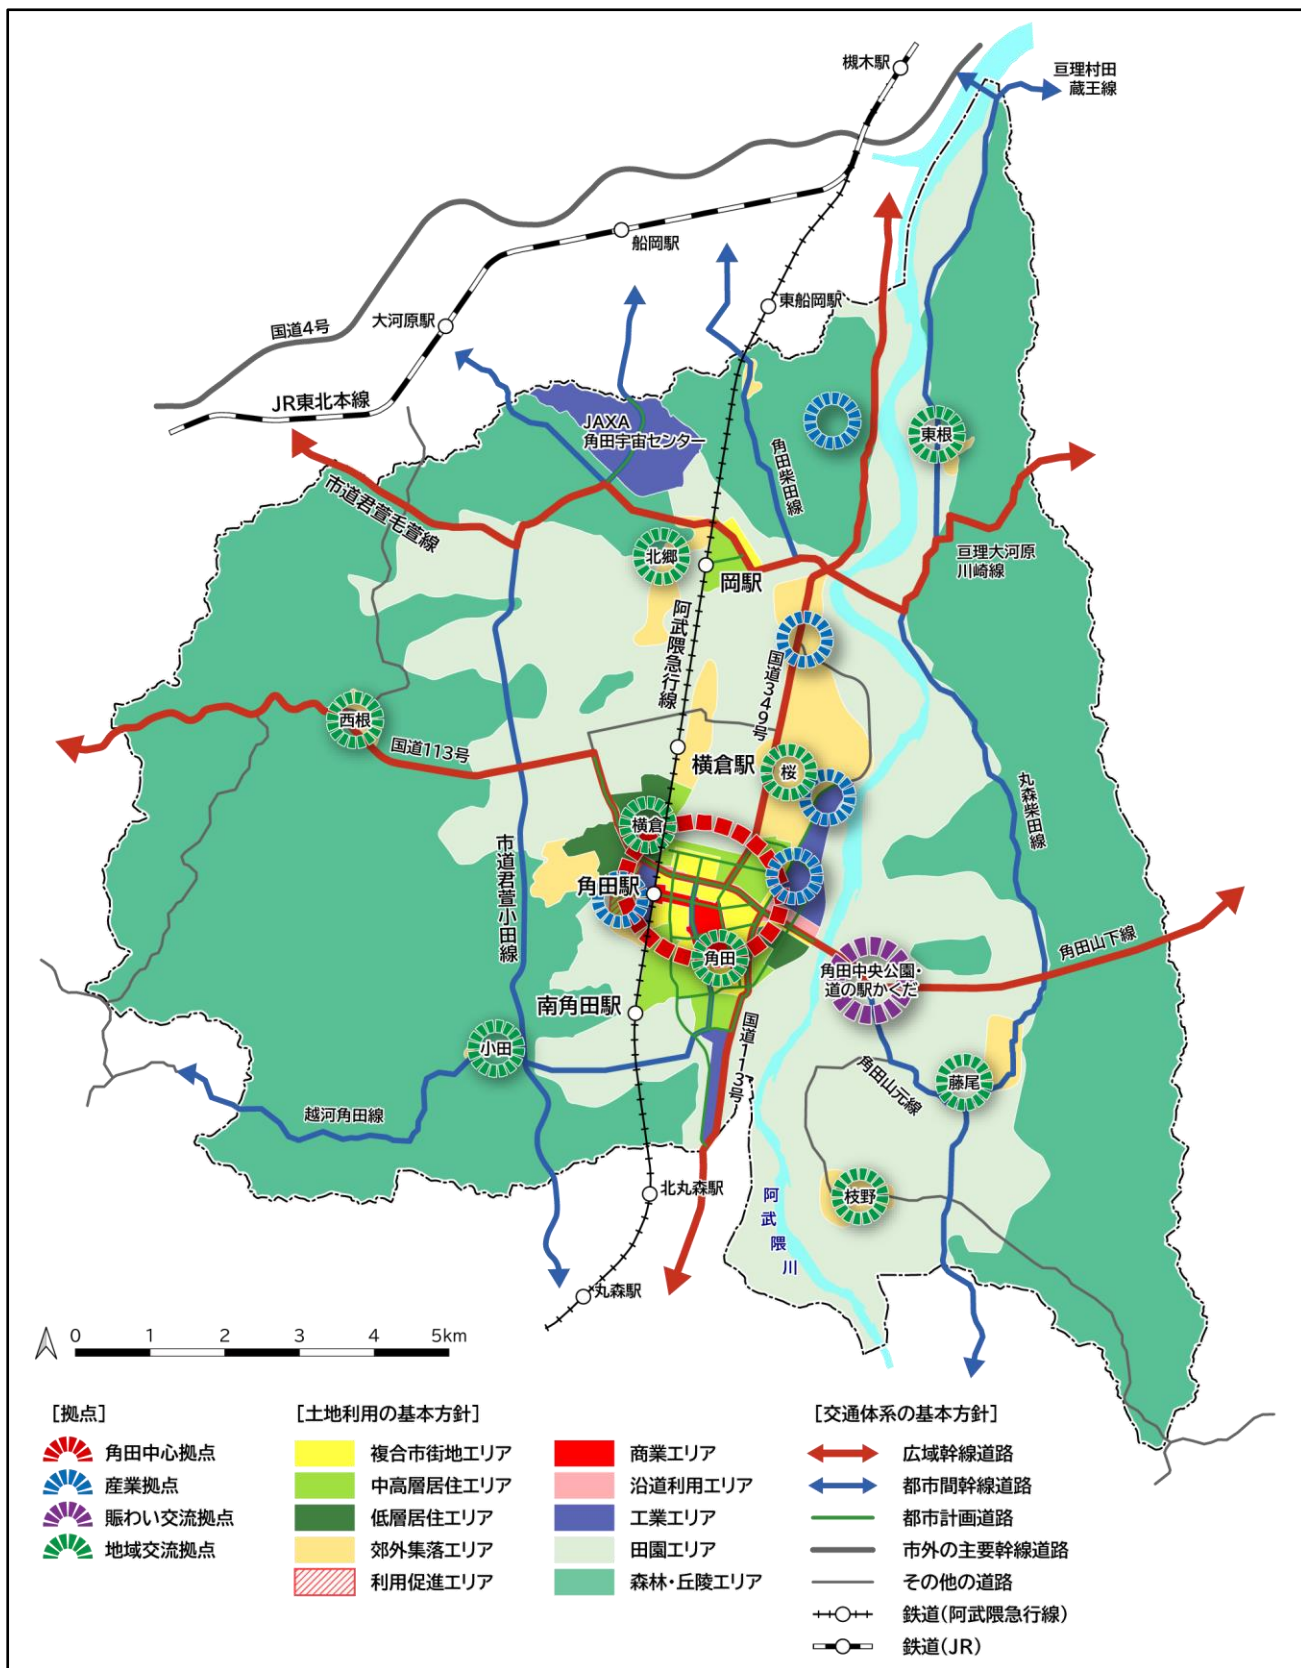 槻木駅
亘理村田
蔵王線
船岡駅
東船岡駅
大河原駅
国道4号
JR東北本線
JAXA
角田宇宙センター
東根
角田柴田線
市道君萱毛萱線
北郷
岡駅
亘理大河原
川崎線
阿武隈急行線
国道349号
西根
国道113号
横倉駅
桜
丸森柴田線
横倉
市道君萱小田線
角田駅
角田
角田山下線
角田中央公園・
道の駅かくだ
南角田駅
国道113号
小田
角田山元線
藤尾
越河角田線
北丸森駅
枝野
阿武隈川
丸森駅
0 1 2 3 4 5km
[拠点]
角田中心拠点
産業拠点
賑わい交流拠点
地域交流拠点
[土地利用の基本方針]
複合市街地エリア
中高層居住エリア
低層居住エリア
郊外集落エリア
利用促進エリア
商業エリア
沿道利用エリア
工業エリア
田園エリア
森林・丘陵エリア
[交通体系の基本方針]
広域幹線道路
都市間幹線道路
都市計画道路
市外の主要幹線道路
その他の道路
鉄道(阿武隈急行線)
鉄道(JR)